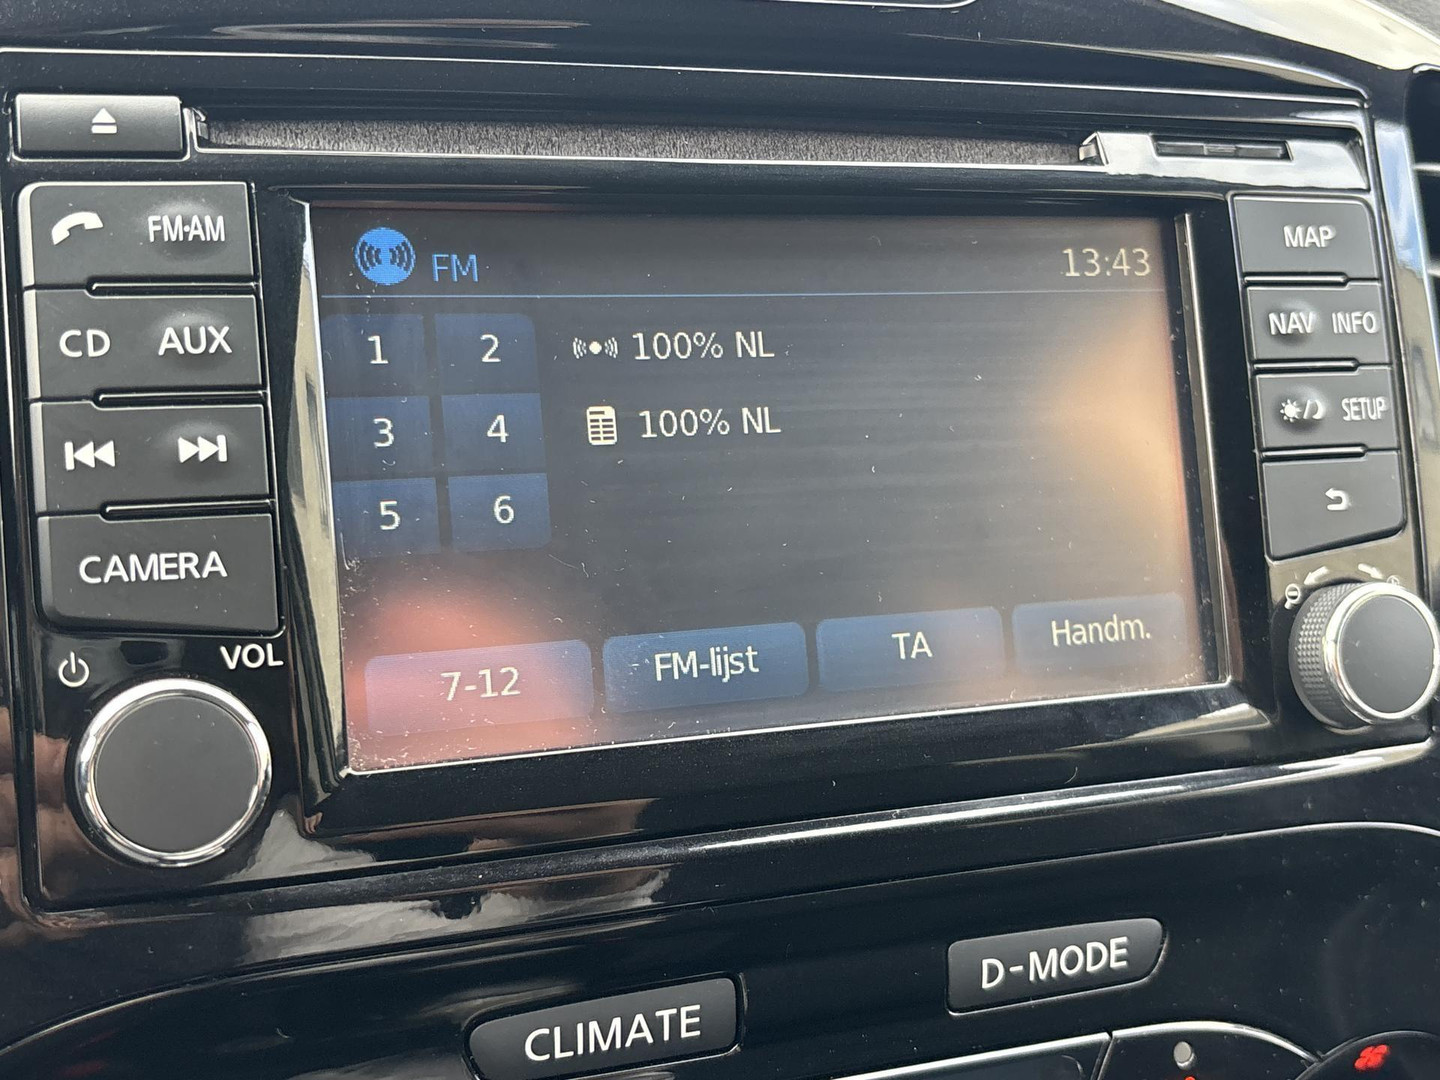 FM·AM
CD AUX
CAMERA
VOL
FM 13:43
1 2 100% NL
3 4 100% NL
5 6
7-12 FM-lijst TA Handm.
MAP
NAV INFO
SETUP
D-MODE
CLIMATE